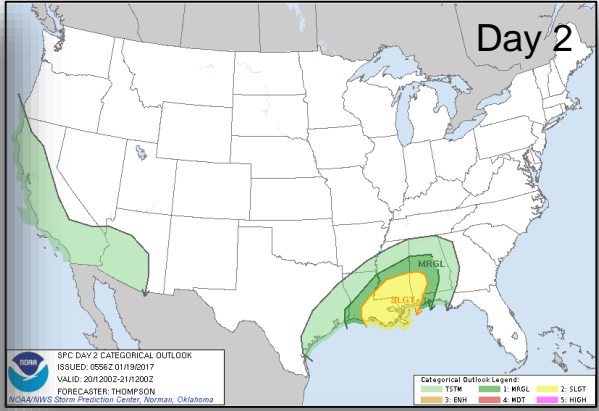 Day 2
MRGL
SLGT
NOAA
SPC DAY 2 CATEGORICAL OUTLOOK
ISSUED: 0556Z 01/19/2017
VALID: 20/1200Z-21/1200Z
FORECASTER: THOMPSON
NOAA/NWS Storm Prediction Center, Norman, Oklahoma
Categorical Outlook Legend:
TSTM 1: MRGL 2: SLGT
3: ENH 4: MDT 5: HIGH